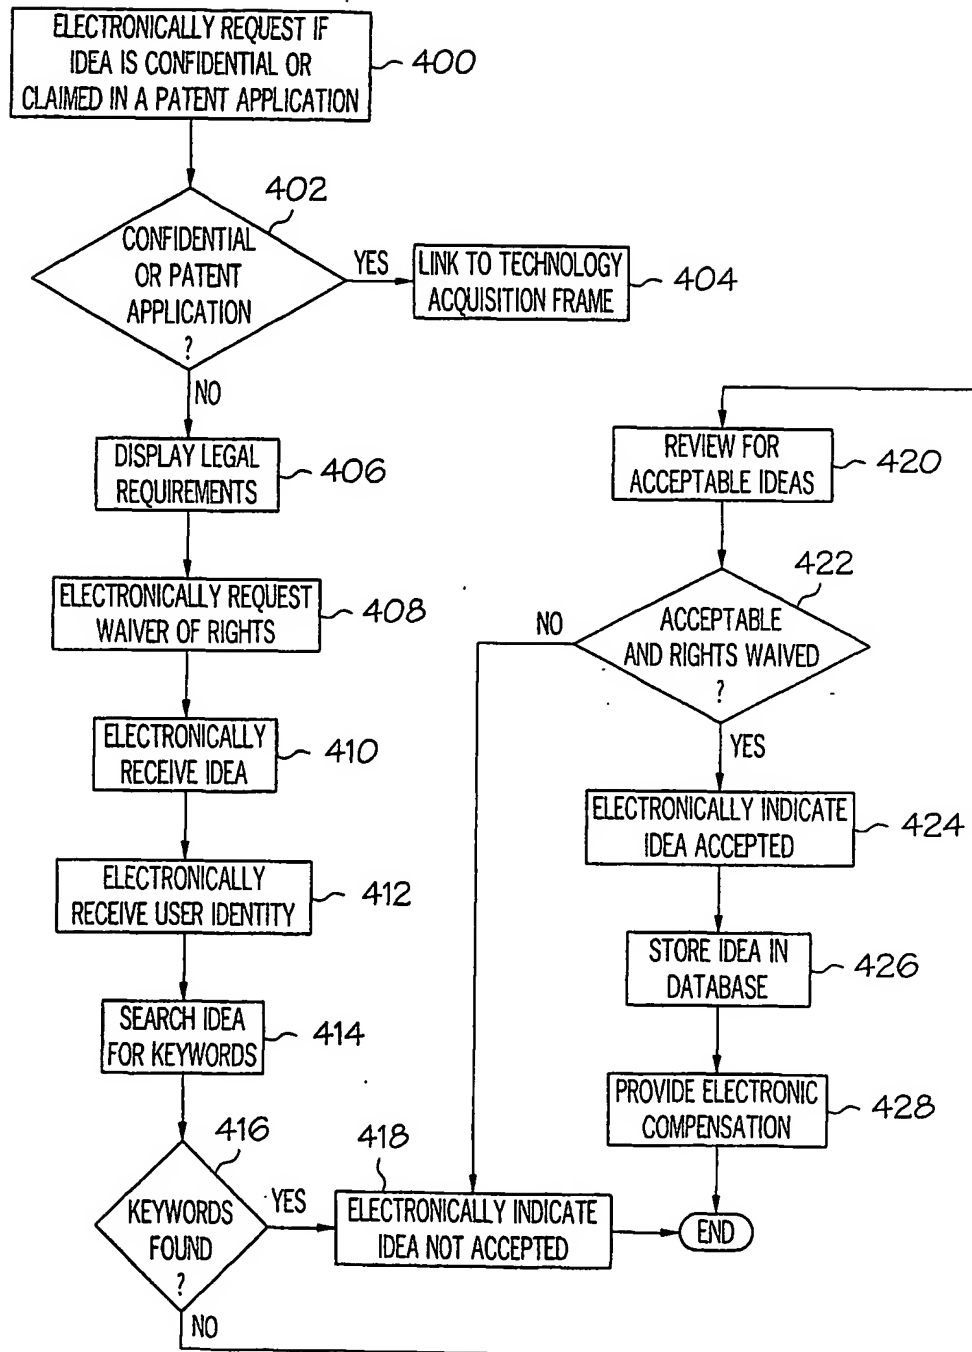 ELECTRONICALLY REQUEST IF
IDEA IS CONFIDENTIAL OR
CLAIMED IN A PATENT APPLICATION
400
402
CONFIDENTIAL
OR PATENT
APPLICATION
?
YES
LINK TO TECHNOLOGY
ACQUISITION FRAME
404
NO
DISPLAY LEGAL
REQUIREMENTS
406
ELECTRONICALLY REQUEST
WAIVER OF RIGHTS
408
ELECTRONICALLY
RECEIVE IDEA
410
ELECTRONICALLY
RECEIVE USER IDENTITY
412
SEARCH IDEA
FOR KEYWORDS
414
416
KEYWORDS
FOUND
?
YES
NO
418
ELECTRONICALLY INDICATE
IDEA NOT ACCEPTED
REVIEW FOR
ACCEPTABLE IDEAS
420
422
ACCEPTABLE
AND RIGHTS WAIVED
?
NO
YES
ELECTRONICALLY INDICATE
IDEA ACCEPTED
424
STORE IDEA IN
DATABASE
426
PROVIDE ELECTRONIC
COMPENSATION
428
END